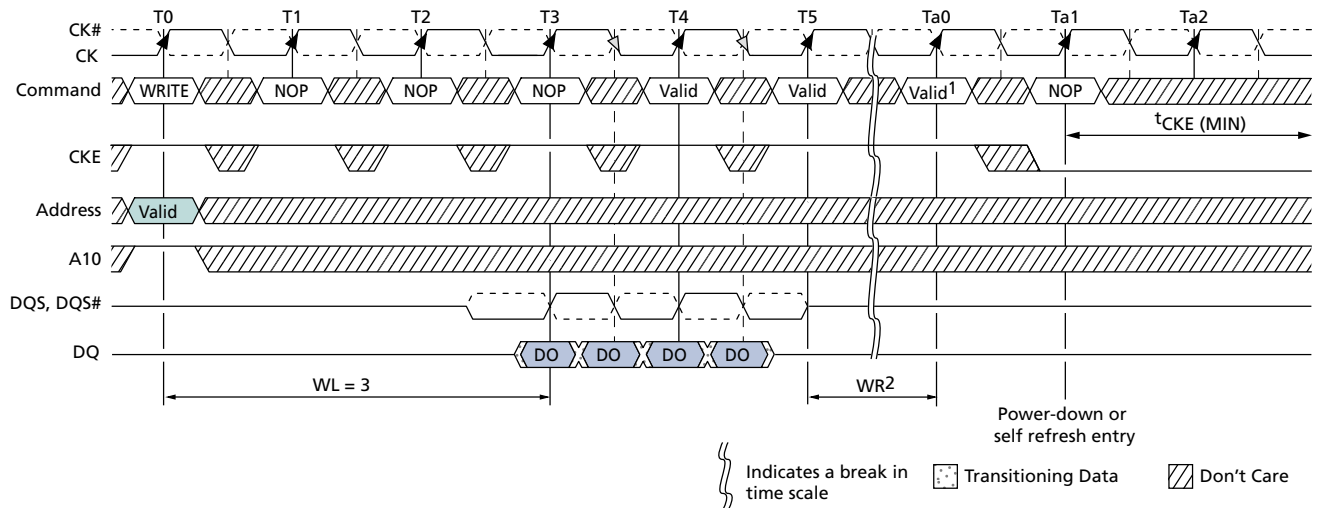 T0 T1 T2 T3 T4 T5 Ta0 Ta1 Ta2
CK#
CK
Command WRITE NOP NOP NOP Valid Valid Valid1 NOP
tCKE (MIN)
CKE
Address Valid
A10
DQS, DQS#
DQ DO DO DO DO
WL = 3 WR2
Power-down or
self refresh entry
Indicates a break in
time scale
Transitioning Data
Don't Care